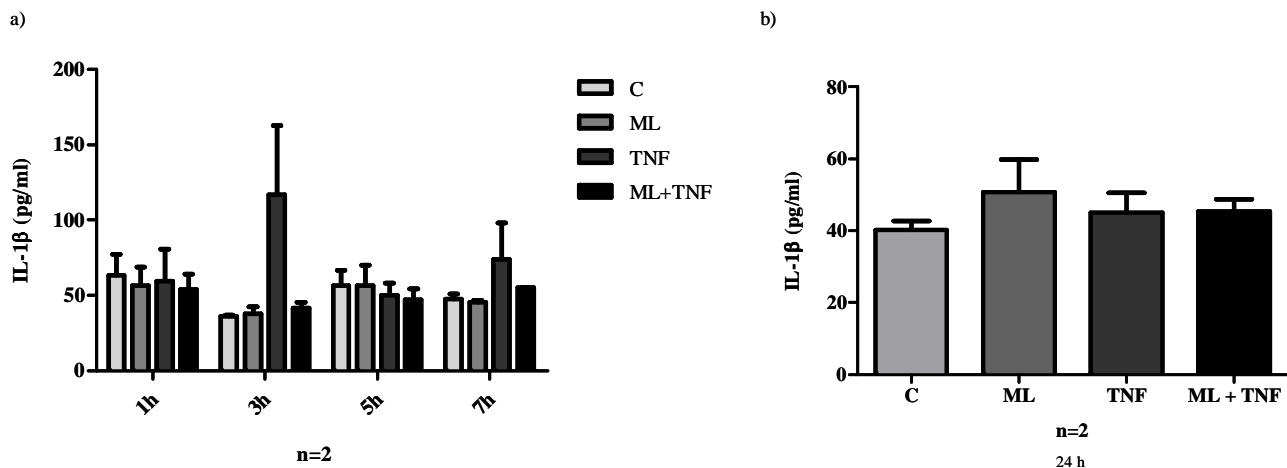 a)
IL-1β (pg/ml)
200
150
100
50
0
1h
3h
5h
7h
n=2
C
ML
TNF
ML+TNF
b)
IL-1β (pg/ml)
80
60
40
20
0
C
ML
TNF
ML + TNF
n=2
24 h